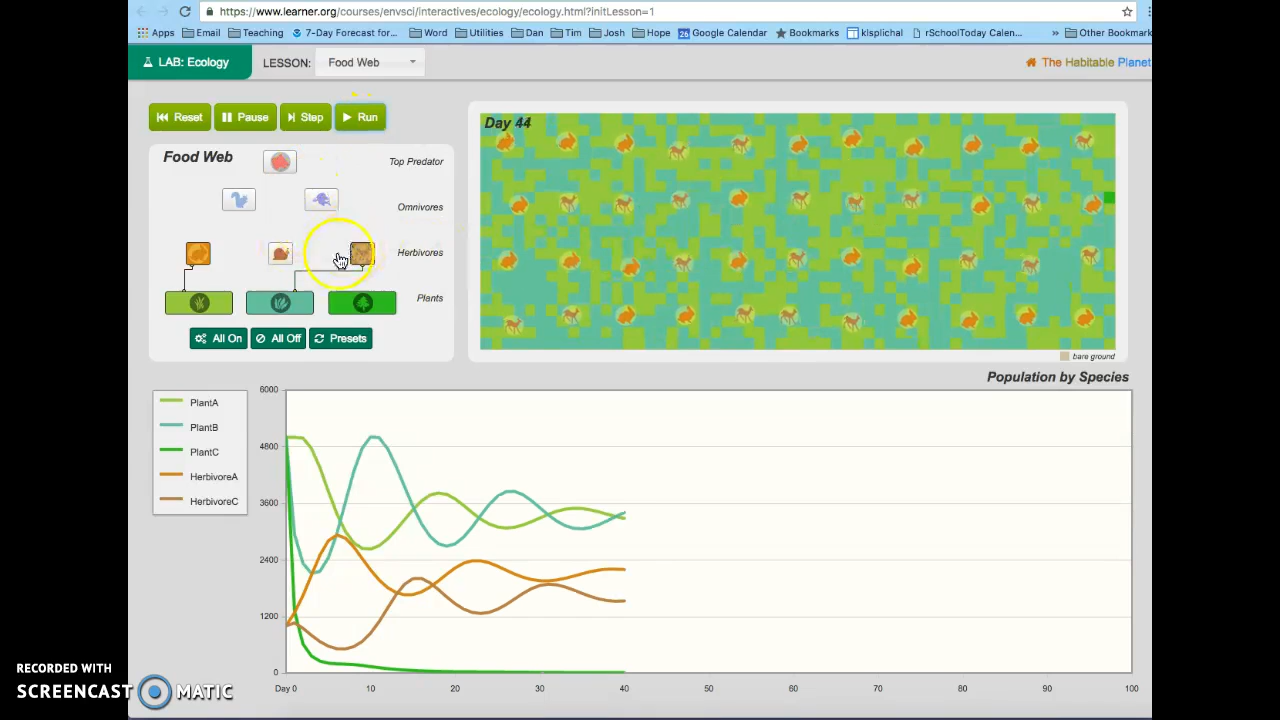 https://www.learner.org/courses/envsci/interactives/ecology/ecology.html?initLesson=1
Apps Email Teaching 7-Day Forecast for... Word Utilities Dan Tim Josh Hope 26 Google Calendar Bookmarks klsplichal rSchoolToday Calen... » Other Bookmark
LAB: Ecology LESSON: Food Web The Habitable Planet
Reset Pause Step Run
Day 44
Food Web
Top Predator
Omnivores
Herbivores
Plants
All On All Off Presets
bare ground
Population by Species
PlantA
PlantB
PlantC
HerbivoreA
HerbivoreC
6000
4800
3600
2400
1200
0
Day 0 10 20 30 40 50 60 70 80 90 100
RECORDED WITH
SCREENCAST MATIC